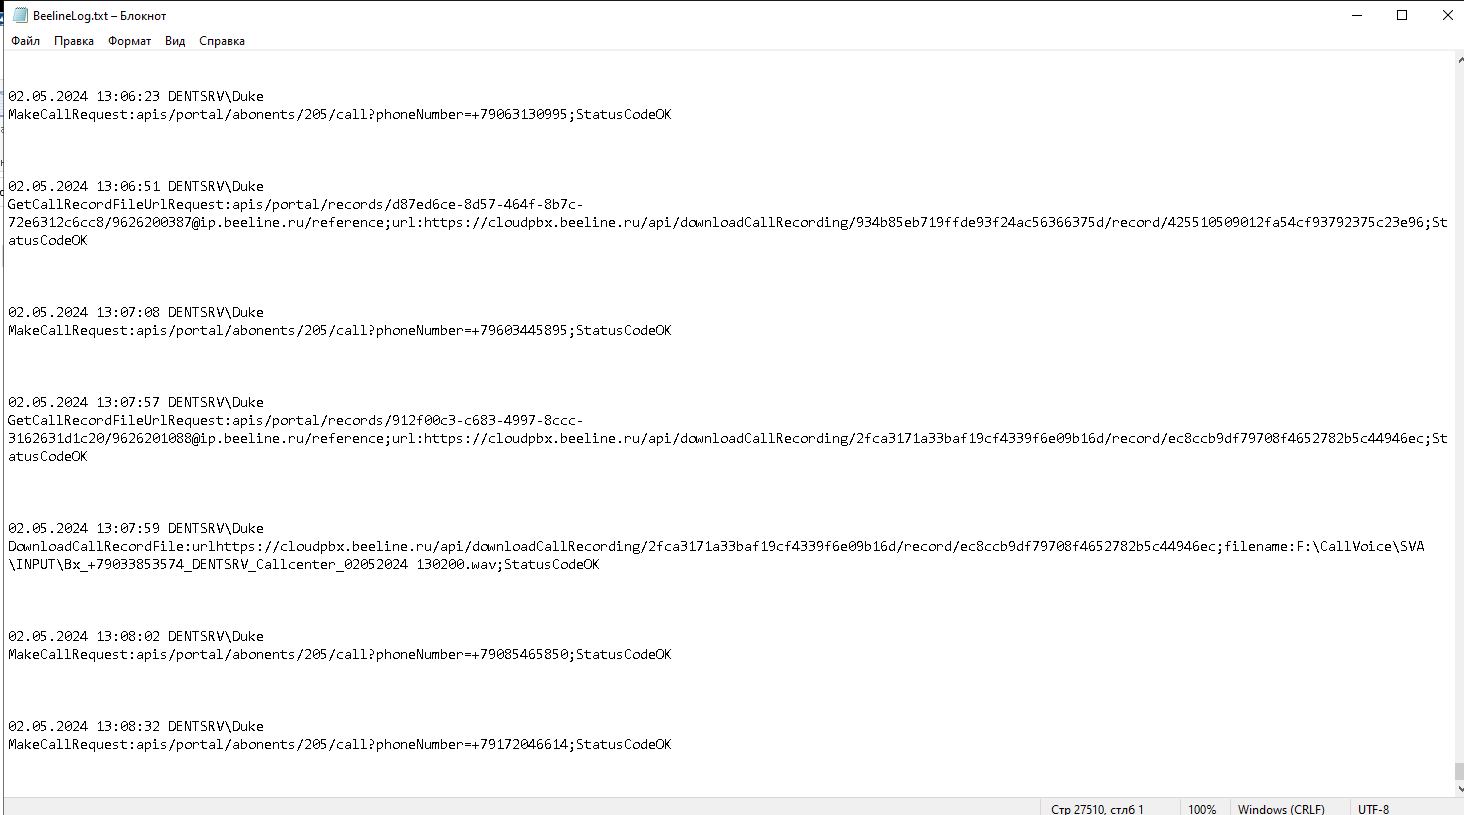 BeelineLog.txt – Блокнот
Файл Правка Формат Вид Справка
02.05.2024 13:06:23 DENTSRV\Duke
MakeCallRequest:apis/portal/abonents/205/call?phoneNumber=+79063130995;StatusCodeOK
02.05.2024 13:06:51 DENTSRV\Duke
GetCallRecordFileUrlRequest:apis/portal/records/d87ed6ce-8d57-464f-8b7c-
72e6312c6cc8/9626200387@ip.beeline.ru/reference;url:https://cloudpbx.beeline.ru/api/downloadCallRecording/934b85eb719ffde93f24ac56366375d/record/425510509012fa54cf93792375c23e96;St
atusCodeOK
02.05.2024 13:07:08 DENTSRV\Duke
MakeCallRequest:apis/portal/abonents/205/call?phoneNumber=+79603445895;StatusCodeOK
02.05.2024 13:07:57 DENTSRV\Duke
GetCallRecordFileUrlRequest:apis/portal/records/912f00c3-c683-4997-8ccc-
3162631d1c20/9626201088@ip.beeline.ru/reference;url:https://cloudpbx.beeline.ru/api/downloadCallRecording/2fca3171a33baf19cf4339f6e09b16d/record/ec8ccb9df79708f4652782b5c44946ec;St
atusCodeOK
02.05.2024 13:07:59 DENTSRV\Duke
DownloadCallRecordFile:urlhttps://cloudpbx.beeline.ru/api/downloadCallRecording/2fca3171a33baf19cf4339f6e09b16d/record/ec8ccb9df79708f4652782b5c44946ec;filename:F:\CallVoice\SVA
\INPUT\Bx_+79033853574_DENTSRV_Callcenter_02052024 130200.wav;StatusCodeOK
02.05.2024 13:08:02 DENTSRV\Duke
MakeCallRequest:apis/portal/abonents/205/call?phoneNumber=+79085465850;StatusCodeOK
02.05.2024 13:08:32 DENTSRV\Duke
MakeCallRequest:apis/portal/abonents/205/call?phoneNumber=+79172046614;StatusCodeOK
Стр 27510, стлб 1 100% Windows (CRLF) UTF-8